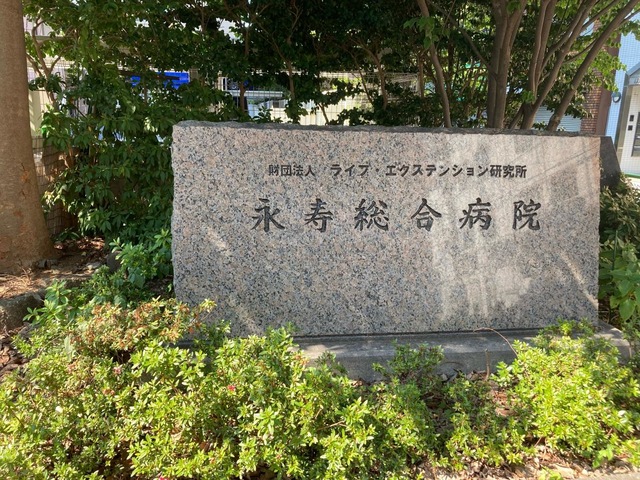 財団法人 ライフ・エクステンション研究所
永寿総合病院